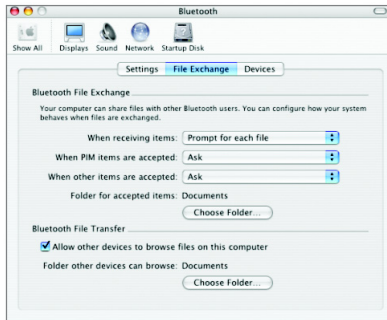 Bluetooth
Show All Displays Sound Network Startup Disk
Settings File Exchange Devices
Bluetooth File Exchange
Your computer can share files with other Bluetooth users. You can configure how your system
behaves when files are exchanged.
When receiving items: Prompt for each file
When PIM items are accepted: Ask
When other items are accepted: Ask
Folder for accepted items: Documents
Choose Folder...
Bluetooth File Transfer
Allow other devices to browse files on this computer
Folder other devices can browse: Documents
Choose Folder...